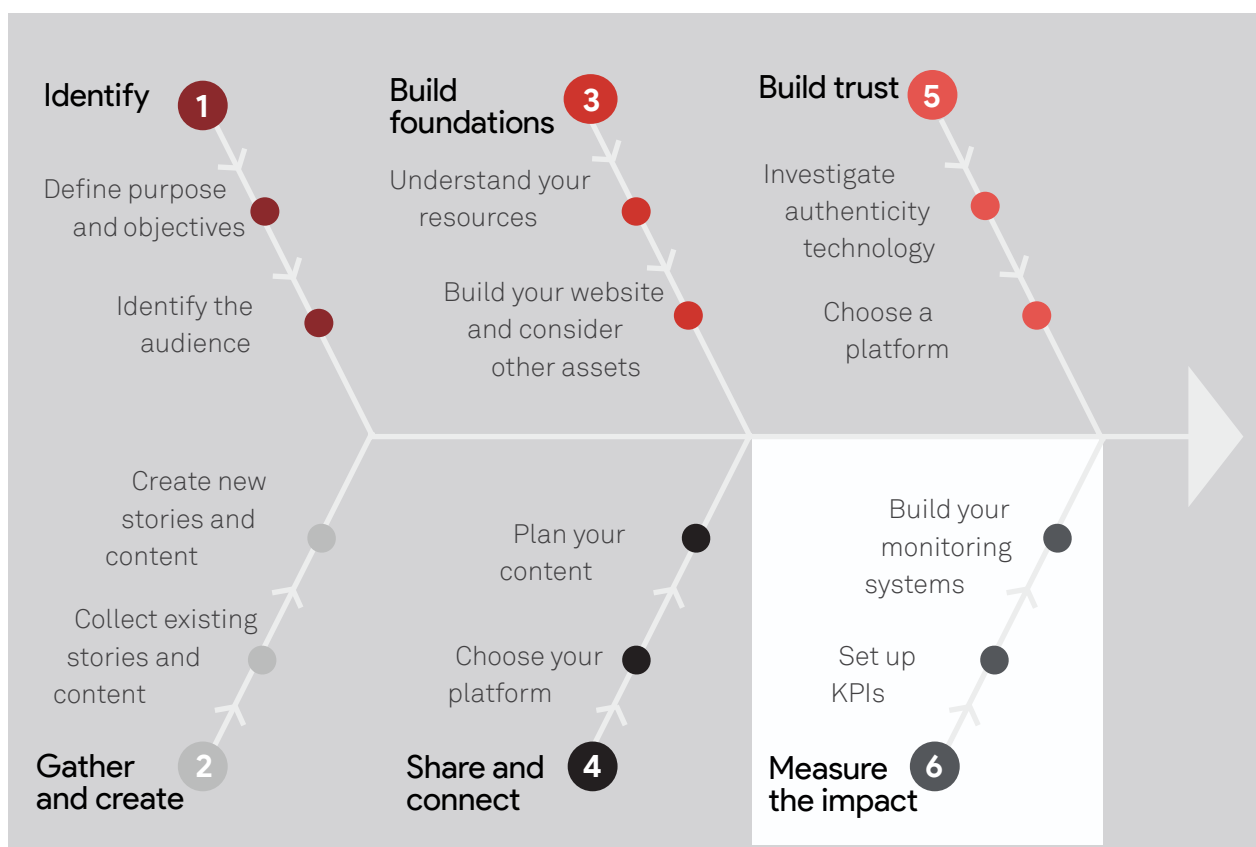 Identify
1
Define purpose
and objectives
Identify the
audience
Build
foundations
3
Understand your
resources
Build your website
and consider
other assets
Build trust
5
Investigate
authenticity
technology
Choose a
platform
Create new
stories and
content
Collect existing
stories and
content
Gather
and create
2
Plan your
content
Choose your
platform
Share and
connect
4
Build your
monitoring
systems
Set up
KPIs
Measure
the impact
6